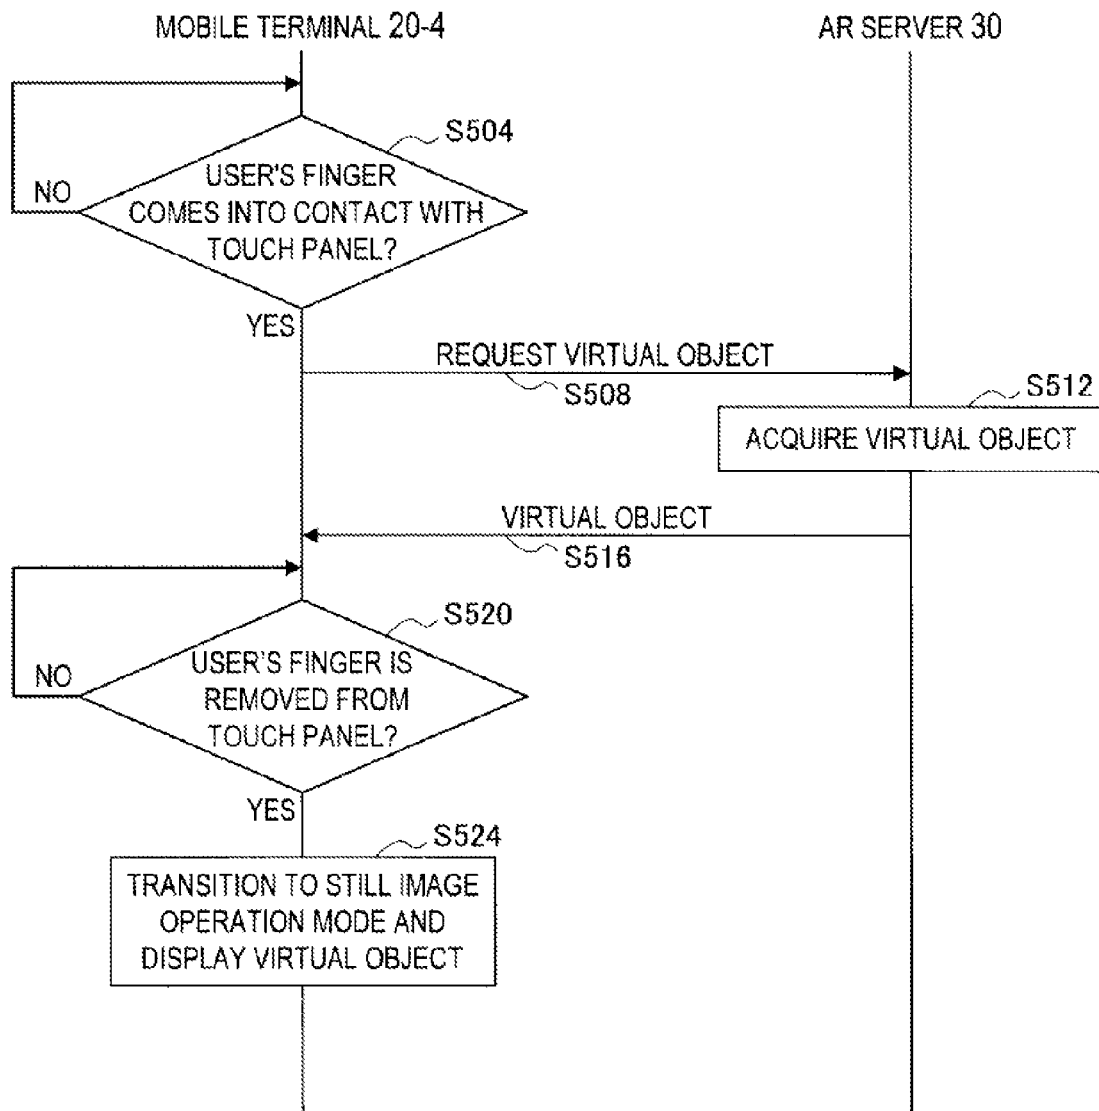 MOBILE TERMINAL 20-4
AR SERVER 30
S504
USER'S FINGER
COMES INTO CONTACT WITH
TOUCH PANEL?
NO
YES
REQUEST VIRTUAL OBJECT
S508
S512
ACQUIRE VIRTUAL OBJECT
VIRTUAL OBJECT
S516
S520
USER'S FINGER IS
REMOVED FROM
TOUCH PANEL?
NO
YES
S524
TRANSITION TO STILL IMAGE
OPERATION MODE AND
DISPLAY VIRTUAL OBJECT